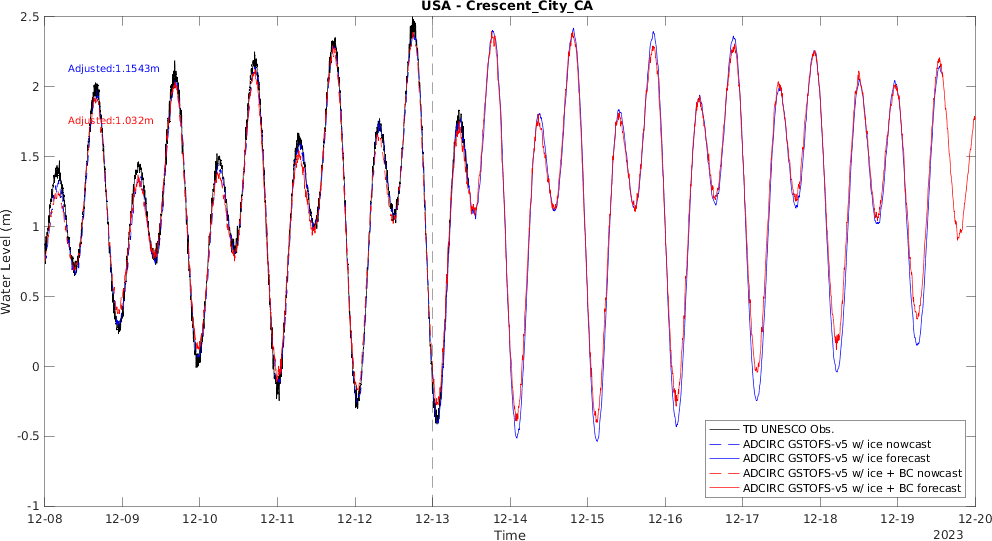 USA - Crescent_City_CA
2.5
2
1.5
1
0.5
0
-0.5
-1
Water Level (m)
Adjusted:1.1543m
Adjusted:1.032m
TD UNESCO Obs.
ADCIRC GSTOFS-v5 w/ ice nowcast
ADCIRC GSTOFS-v5 w/ ice forecast
ADCIRC GSTOFS-v5 w/ ice + BC nowcast
ADCIRC GSTOFS-v5 w/ ice + BC forecast
12-08 12-09 12-10 12-11 12-12 12-13 12-14 12-15 12-16 12-17 12-18 12-19 12-20
Time
2023